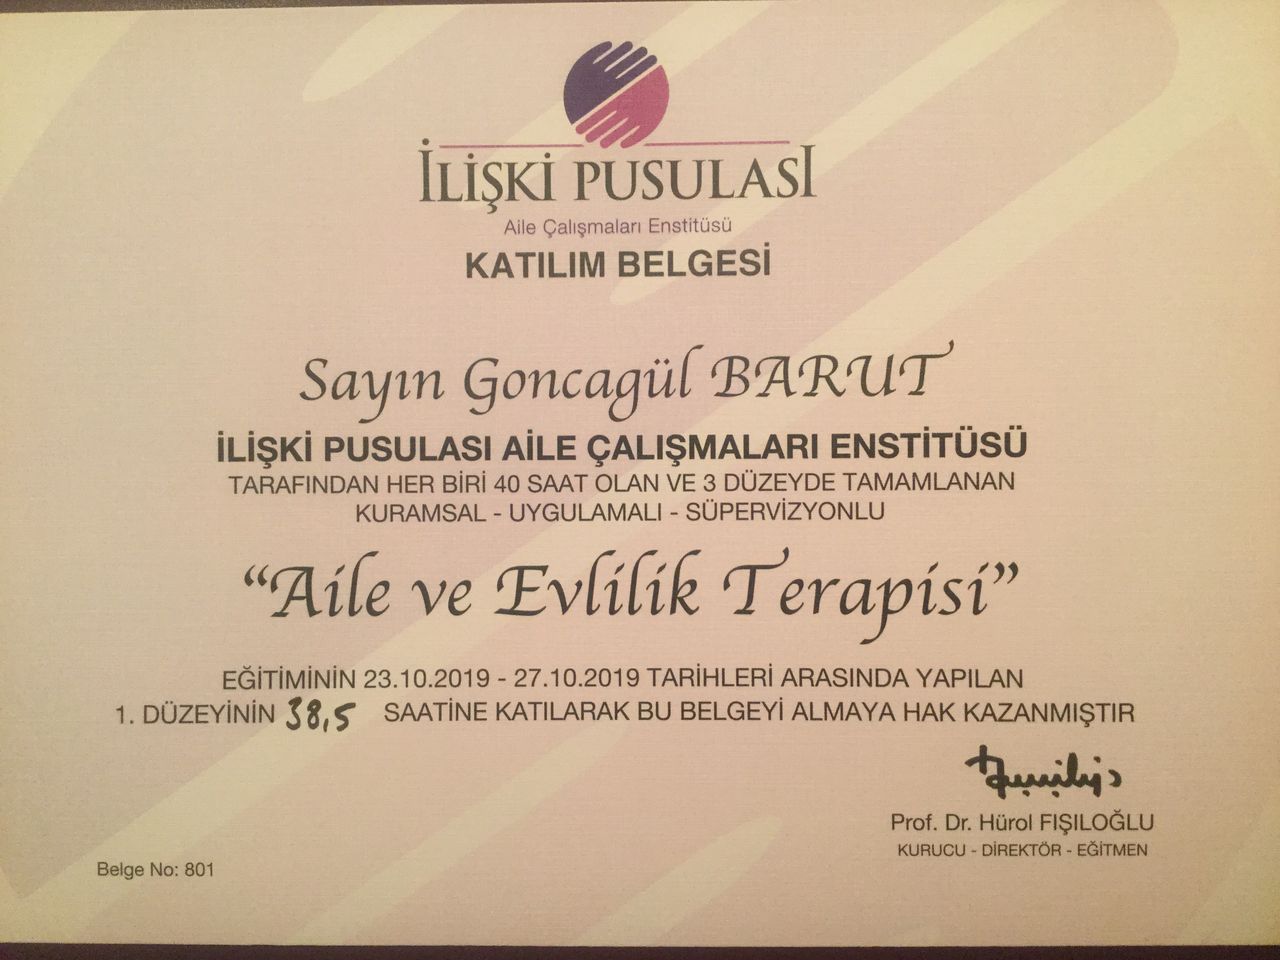 İLİŞKİ PUSULASI
Aile Çalışmaları Enstitüsü
KATILIM BELGESİ
Sayın Goncagül BARUT
İLİŞKİ PUSULASI AİLE ÇALIŞMALARI ENSTİTÜSÜ
TARAFINDAN HER BİRİ 40 SAAT OLAN VE 3 DÜZEYDE TAMAMLANAN
KURAMSAL - UYGULAMALI - SÜPERVİZYONLU
“Aile ve Evlilik Terapisi”
EĞİTİMİNİN 23.10.2019 - 27.10.2019 TARİHLERİ ARASINDA YAPILAN
1. DÜZEYİNİN 38,5 SAATİNE KATILARAK BU BELGEYİ ALMAYA HAK KAZANMIŞTIR
Prof. Dr. Hürol FIŞILOĞLU
KURUCU - DİREKTÖR - EĞİTMEN
Belge No: 801